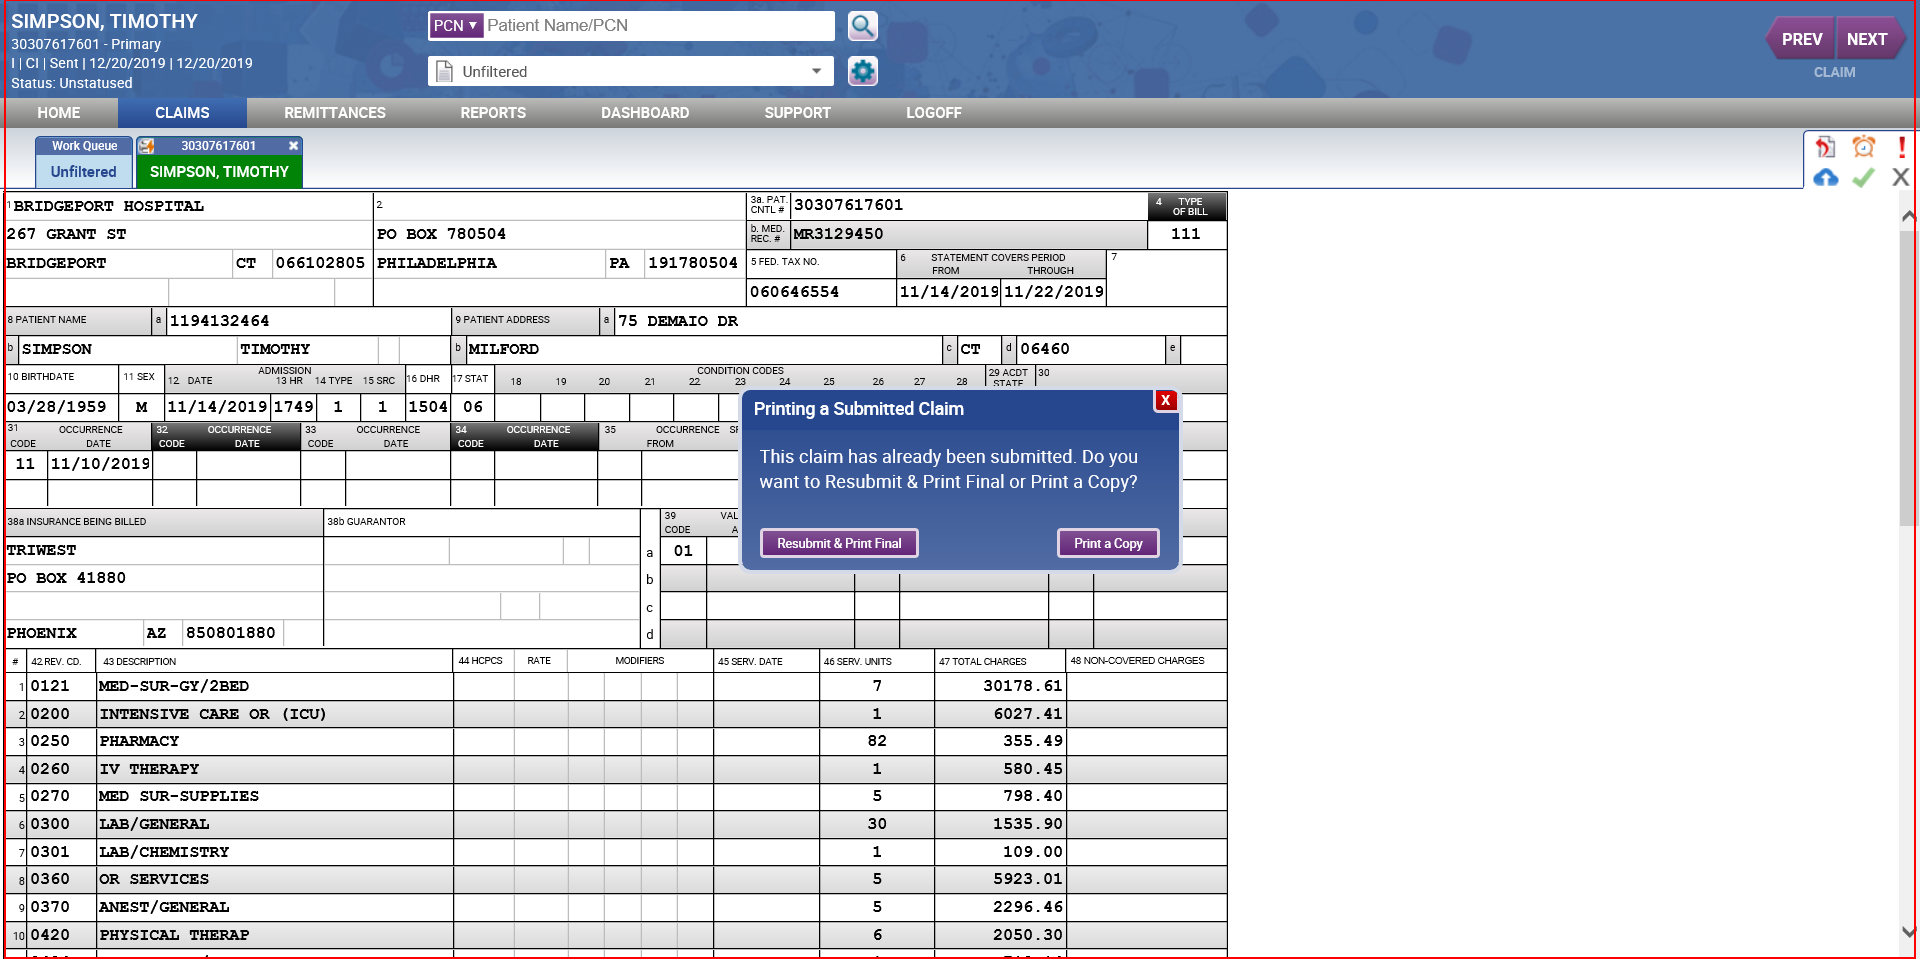 SIMPSON, TIMOTHY
30307617601 - Primary
I | CI | Sent | 12/20/2019 | 12/20/2019
Status: Unstatused
PCN ▼ Patient Name/PCN
Unfiltered
PREV NEXT
CLAIM
HOME CLAIMS REMITTANCES REPORTS DASHBOARD SUPPORT LOGOFF
Work Queue
Unfiltered
30307617601
SIMPSON, TIMOTHY
1 BRIDGEPORT HOSPITAL 2 3a. PAT. CNTL # 30307617601 4 TYPE OF BILL
267 GRANT ST PO BOX 780504 b. MED. REC. # MR3129450 111
BRIDGEPORT CT 066102805 PHILADELPHIA PA 191780504 5 FED. TAX NO. 6 STATEMENT COVERS PERIOD FROM THROUGH 7
060646554 11/14/2019 11/22/2019
8 PATIENT NAME a 1194132464 9 PATIENT ADDRESS a 75 DEMAIO DR
b SIMPSON TIMOTHY b MILFORD c CT d 06460 e
10 BIRTHDATE 11 SEX ADMISSION 12 DATE 13 HR 14 TYPE 15 SRC 16 DHR 17 STAT CONDITION CODES 18 19 20 21 22 23 24 25 26 27 28 29 ACDT STATE 30
03/28/1959 M 11/14/2019 1749 1 1 1504 06
31 OCCURRENCE 32 OCCURRENCE 33 OCCURRENCE 34 OCCURRENCE 35 OCCURRENCE
CODE DATE CODE DATE CODE DATE CODE DATE FROM
11 11/10/2019
Printing a Submitted Claim X
This claim has already been submitted. Do you
want to Resubmit & Print Final or Print a Copy?
Resubmit & Print Final Print a Copy
38a INSURANCE BEING BILLED 38b GUARANTOR 39 CODE
TRIWEST a 01
PO BOX 41880 b
c
PHOENIX AZ 850801880 d
# 42 REV. CD. 43 DESCRIPTION 44 HCPCS RATE MODIFIERS 45 SERV. DATE 46 SERV. UNITS 47 TOTAL CHARGES 48 NON-COVERED CHARGES
1 0121 MED-SUR-GY/2BED 7 30178.61
2 0200 INTENSIVE CARE OR (ICU) 1 6027.41
3 0250 PHARMACY 82 355.49
4 0260 IV THERAPY 1 580.45
5 0270 MED SUR-SUPPLIES 5 798.40
6 0300 LAB/GENERAL 30 1535.90
7 0301 LAB/CHEMISTRY 1 109.00
8 0360 OR SERVICES 5 5923.01
9 0370 ANEST/GENERAL 5 2296.46
10 0420 PHYSICAL THERAP 6 2050.30